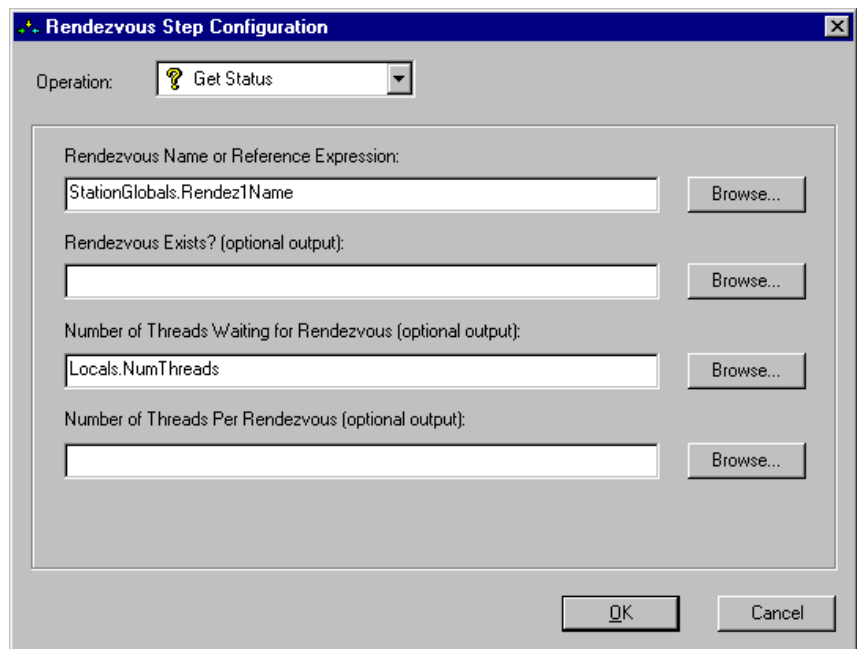 Rendezvous Step Configuration
Operation: Get Status
Rendezvous Name or Reference Expression:
StationGlobals.Rendez1Name Browse...
Rendezvous Exists? (optional output):
Browse...
Number of Threads Waiting for Rendezvous (optional output):
Locals.NumThreads Browse...
Number of Threads Per Rendezvous (optional output):
Browse...
OK Cancel